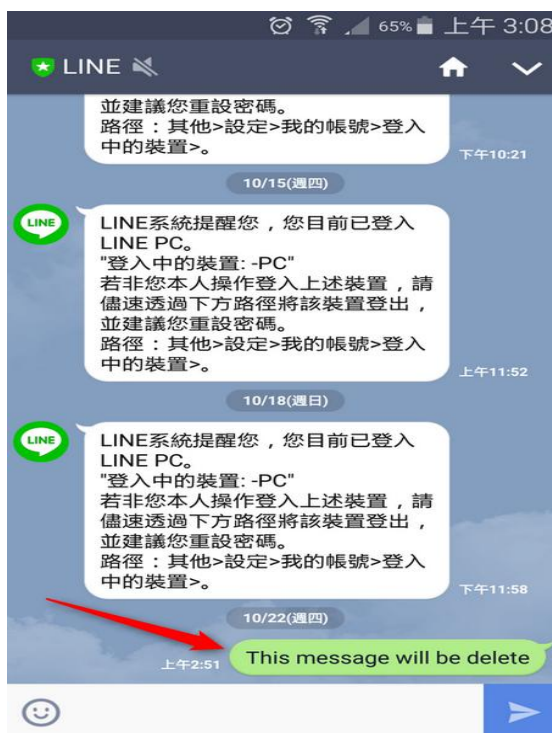 65% 上午 3:08
LINE
並建議您重設密碼。
路徑：其他>設定>我的帳號>登入
中的裝置>。
下午10:21
10/15(週四)
LINE
LINE系統提醒您，您目前已登入
LINE PC。
"登入中的裝置: -PC"
若非您本人操作登入上述裝置，請
儘速透過下方路徑將該裝置登出，
並建議您重設密碼。
路徑：其他>設定>我的帳號>登入
中的裝置>。
上午11:52
10/18(週日)
LINE
LINE系統提醒您，您目前已登入
LINE PC。
"登入中的裝置: -PC"
若非您本人操作登入上述裝置，請
儘速透過下方路徑將該裝置登出，
並建議您重設密碼。
路徑：其他>設定>我的帳號>登入
中的裝置>。
下午11:58
10/22(週四)
上午2:51
This message will be delete